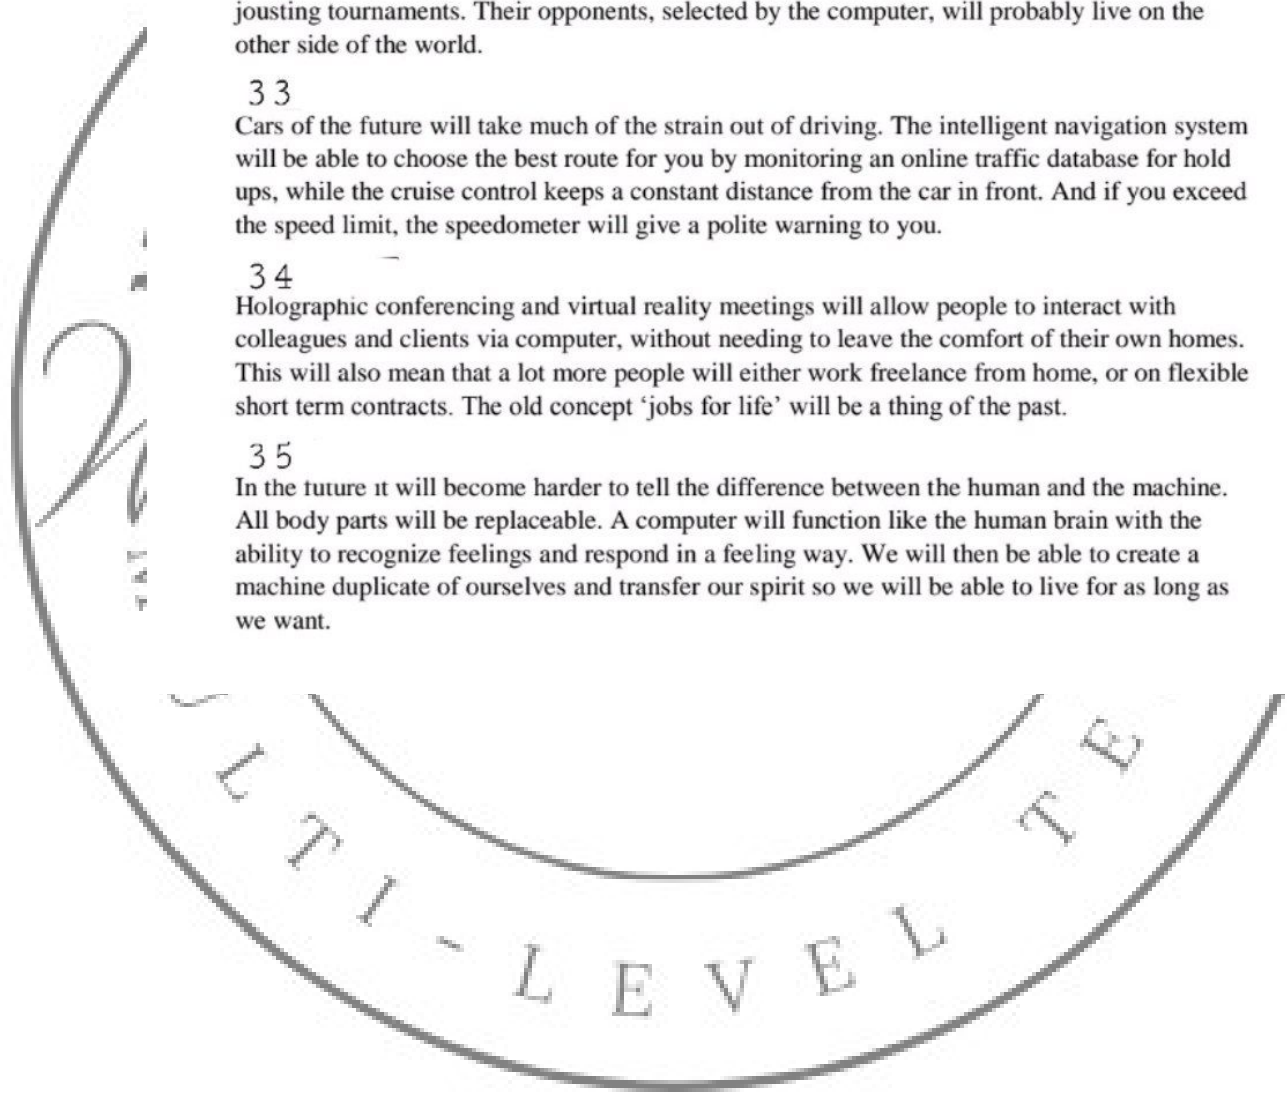 jousting tournaments. Their opponents, selected by the computer, will probably live on the
other side of the world.
33
Cars of the future will take much of the strain out of driving. The intelligent navigation system
will be able to choose the best route for you by monitoring an online traffic database for hold
ups, while the cruise control keeps a constant distance from the car in front. And if you exceed
the speed limit, the speedometer will give a polite warning to you.
34
Holographic conferencing and virtual reality meetings will allow people to interact with
colleagues and clients via computer, without needing to leave the comfort of their own homes.
This will also mean that a lot more people will either work freelance from home, or on flexible
short term contracts. The old concept ‘jobs for life’ will be a thing of the past.
35
In the future it will become harder to tell the difference between the human and the machine.
All body parts will be replaceable. A computer will function like the human brain with the
ability to recognize feelings and respond in a feeling way. We will then be able to create a
machine duplicate of ourselves and transfer our spirit so we will be able to live for as long as
we want.
LTI-LEVEL TE